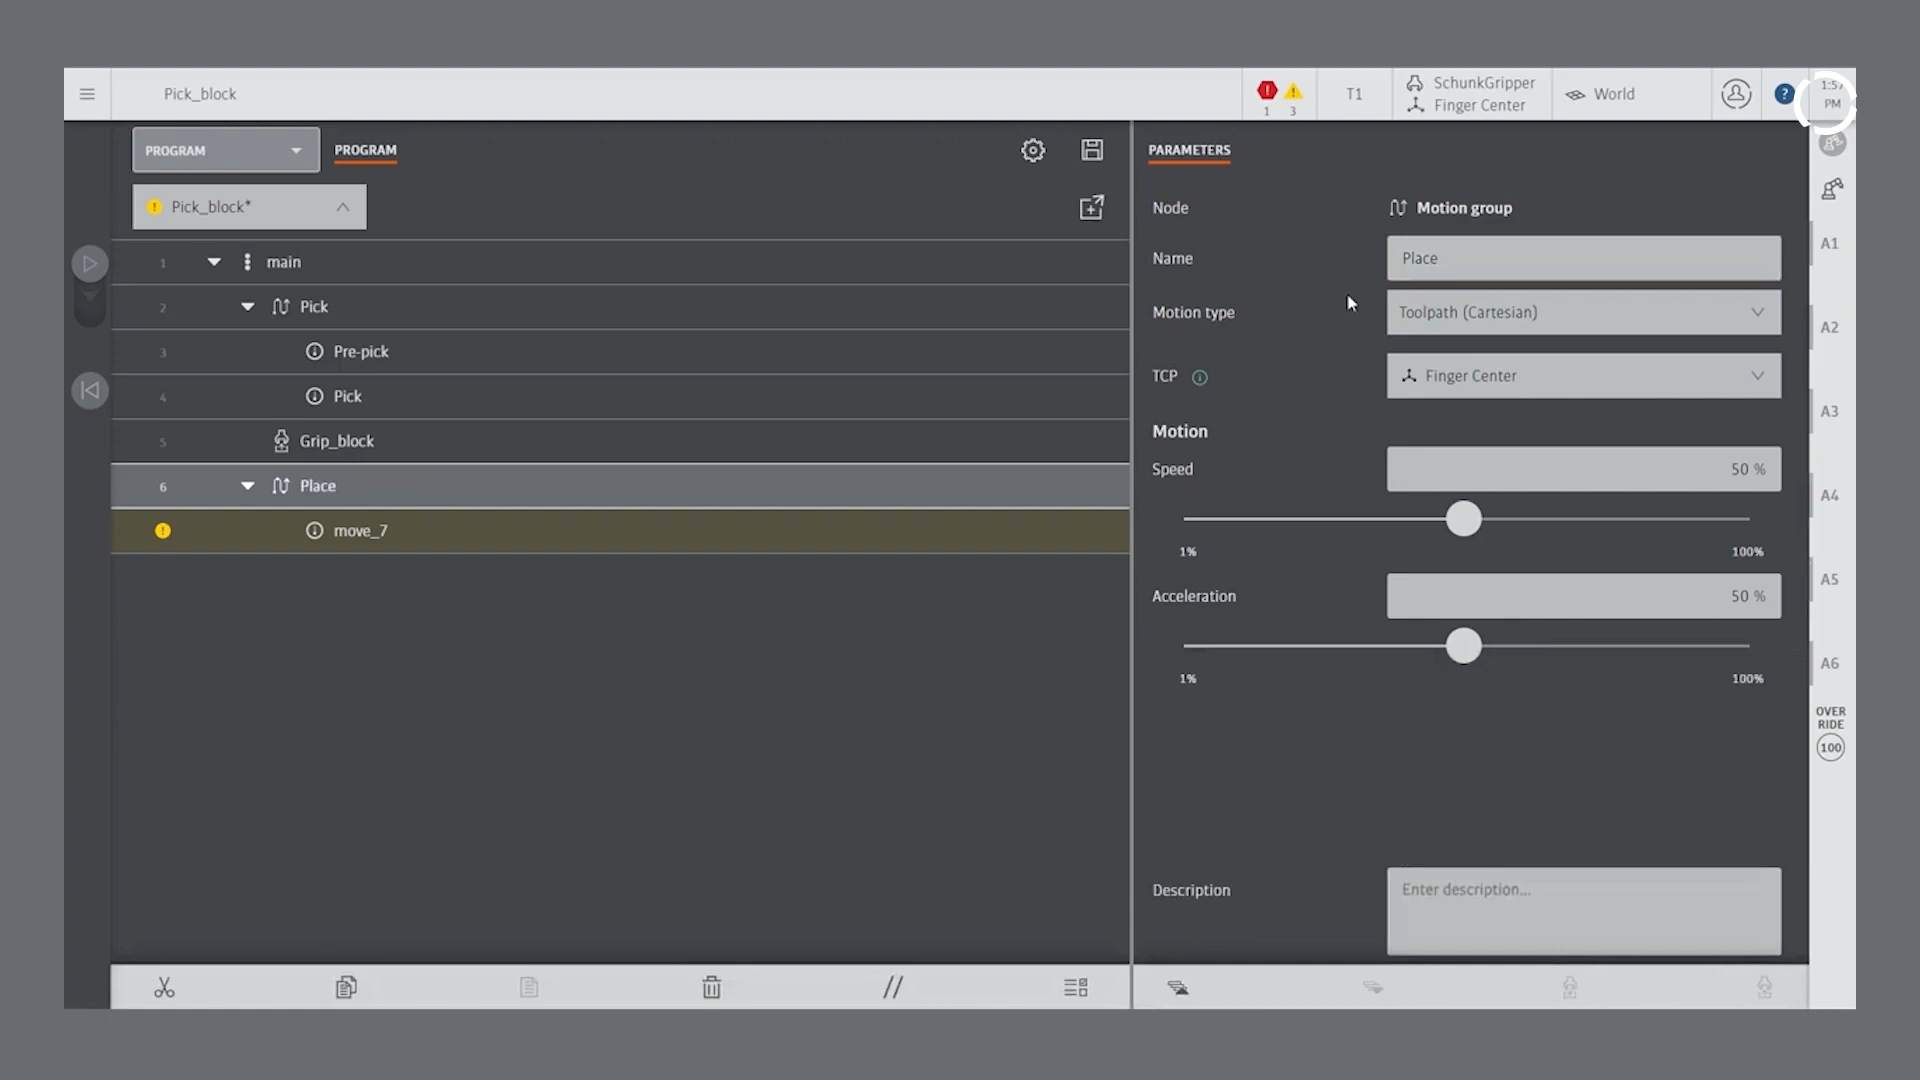 Pick_block
1
3
T1
SchunkGripper
Finger Center
World
?
1:57
PM
PROGRAM
PROGRAM
Pick_block*
1 main
2 Pick
3 Pre-pick
4 Pick
5 Grip_block
6 Place
move_7
PARAMETERS
Node Motion group
Name Place
Motion type Toolpath (Cartesian)
TCP Finger Center
Motion
Speed 50 %
1% 100%
Acceleration 50 %
1% 100%
Description Enter description...
A1
A2
A3
A4
A5
A6
OVER
RIDE
100